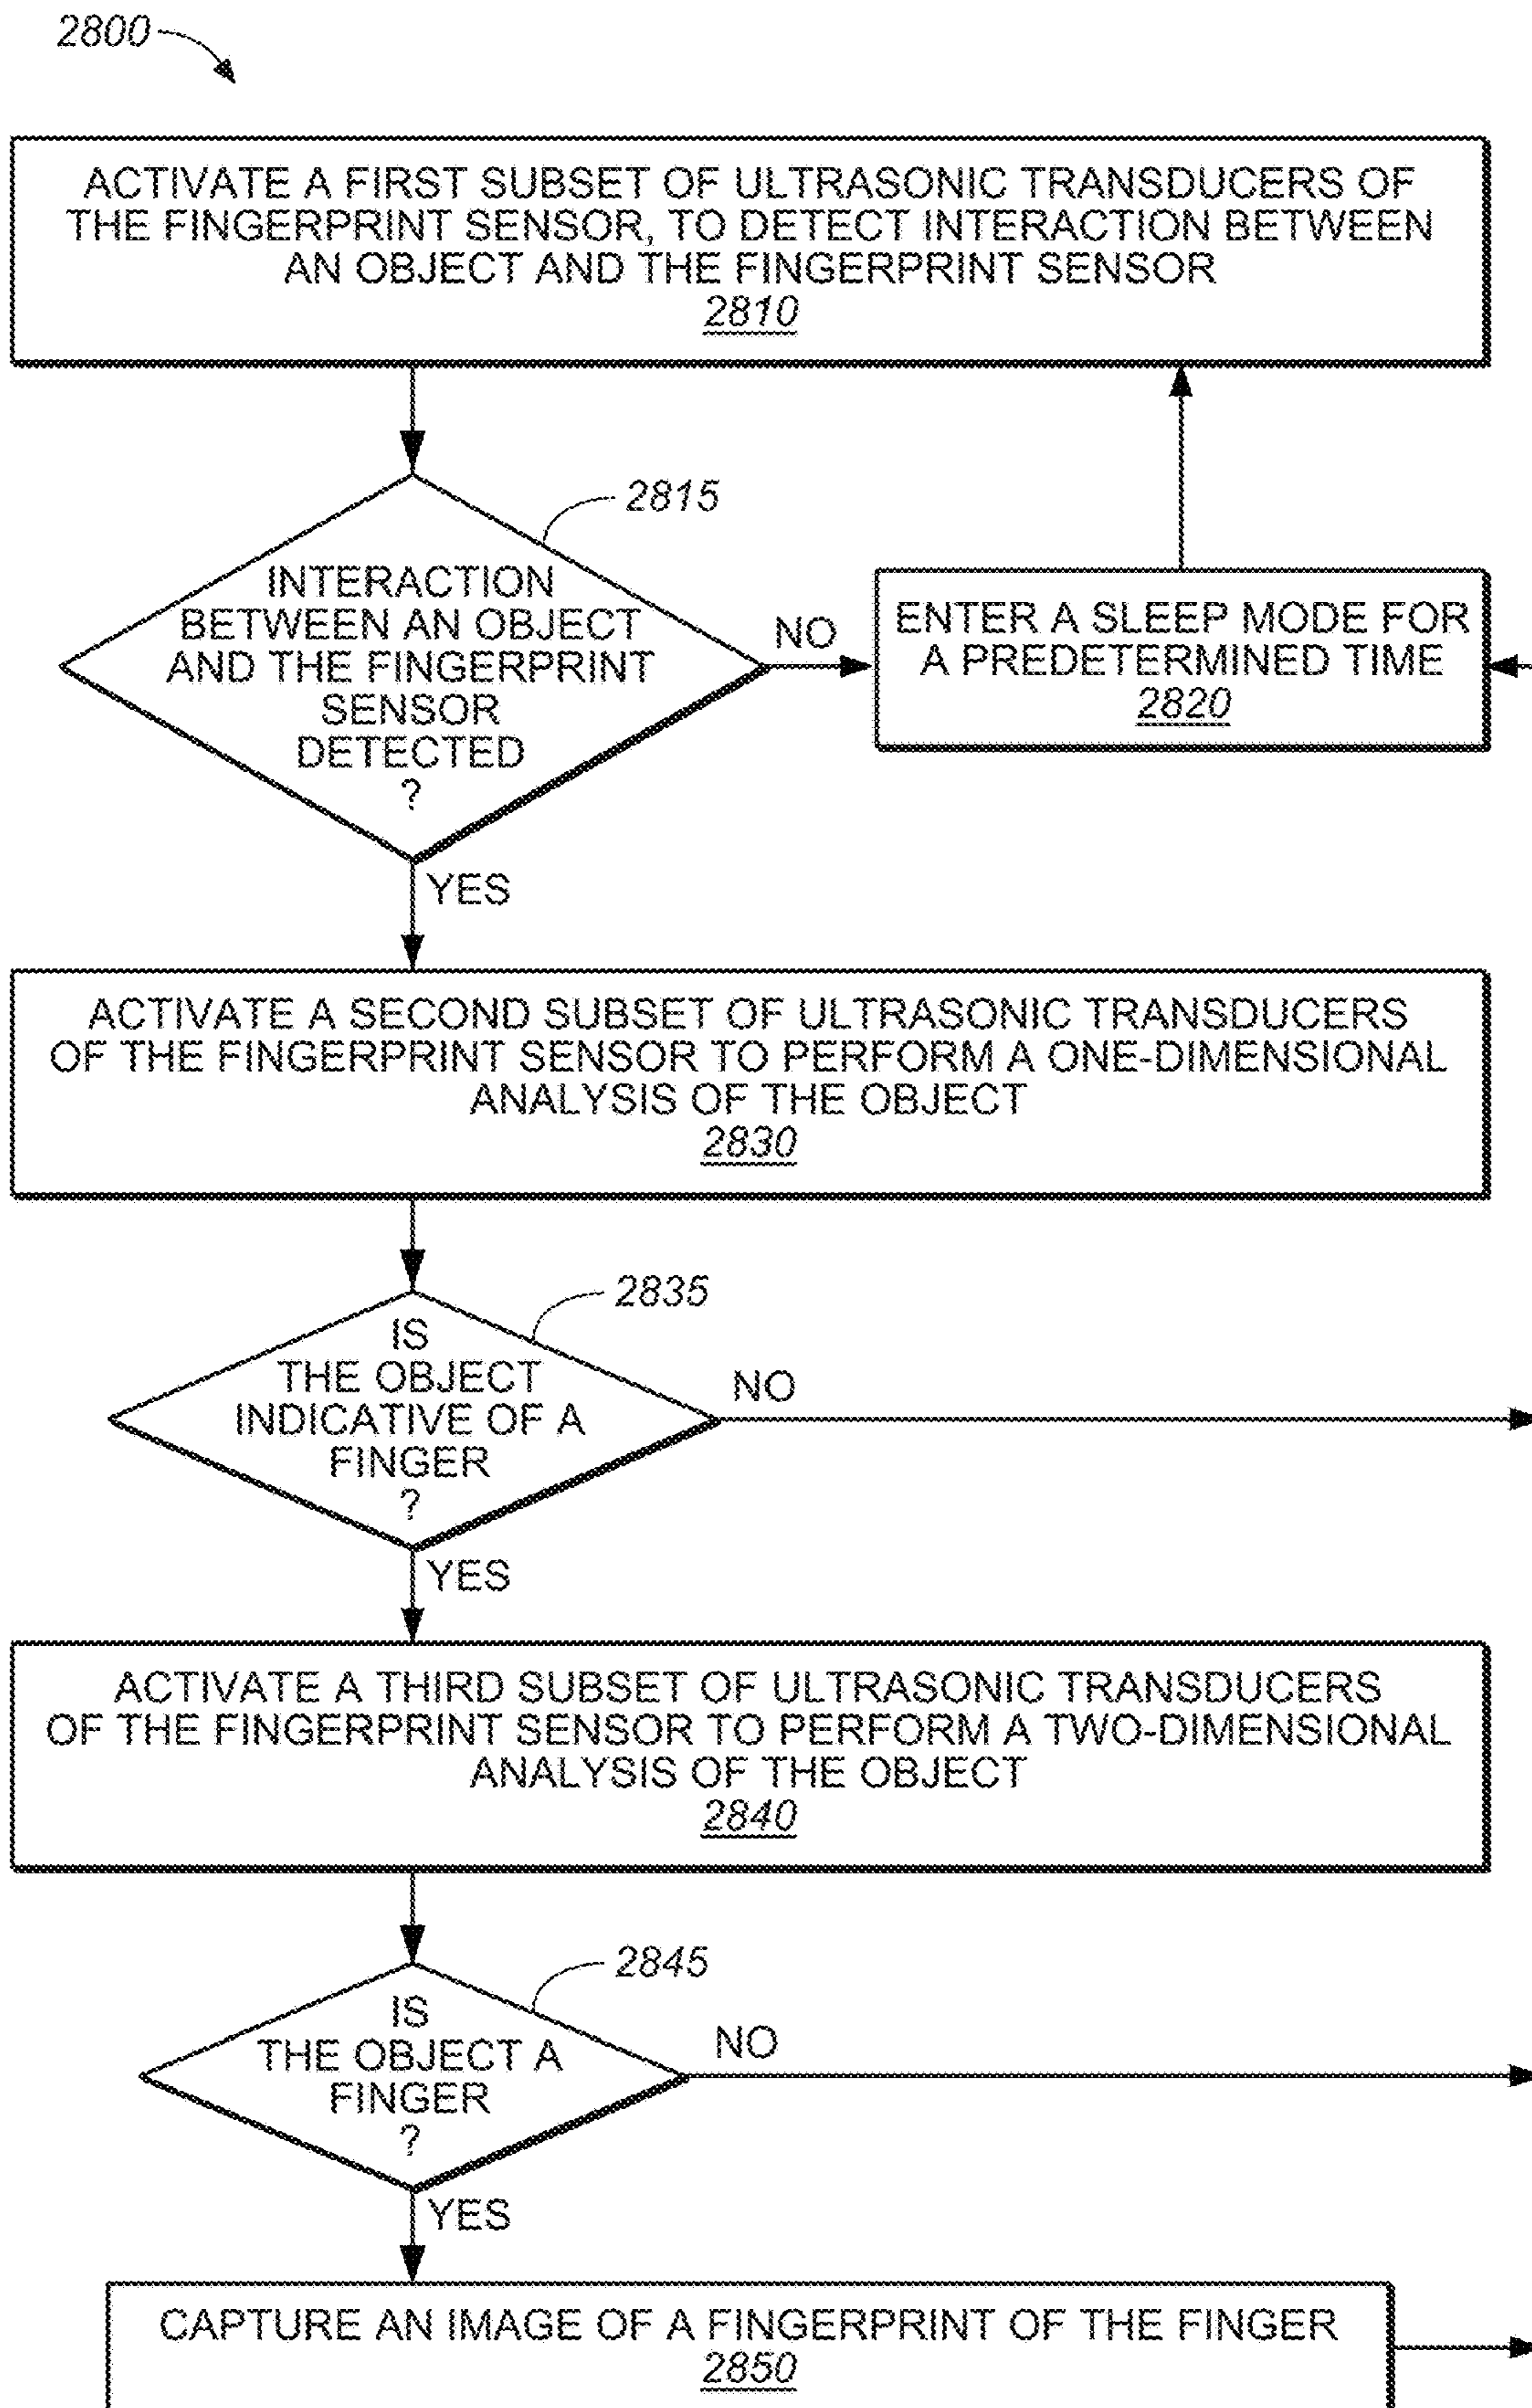 2800
ACTIVATE A FIRST SUBSET OF ULTRASONIC TRANSDUCERS OF
THE FINGERPRINT SENSOR, TO DETECT INTERACTION BETWEEN
AN OBJECT AND THE FINGERPRINT SENSOR
2810
2815
INTERACTION
BETWEEN AN OBJECT
AND THE FINGERPRINT
SENSOR
DETECTED
?
NO
ENTER A SLEEP MODE FOR
A PREDETERMINED TIME
2820
YES
ACTIVATE A SECOND SUBSET OF ULTRASONIC TRANSDUCERS
OF THE FINGERPRINT SENSOR TO PERFORM A ONE-DIMENSIONAL
ANALYSIS OF THE OBJECT
2830
2835
IS
THE OBJECT
INDICATIVE OF A
FINGER
?
NO
YES
ACTIVATE A THIRD SUBSET OF ULTRASONIC TRANSDUCERS
OF THE FINGERPRINT SENSOR TO PERFORM A TWO-DIMENSIONAL
ANALYSIS OF THE OBJECT
2840
2845
IS
THE OBJECT A
FINGER
?
NO
YES
CAPTURE AN IMAGE OF A FINGERPRINT OF THE FINGER
2850